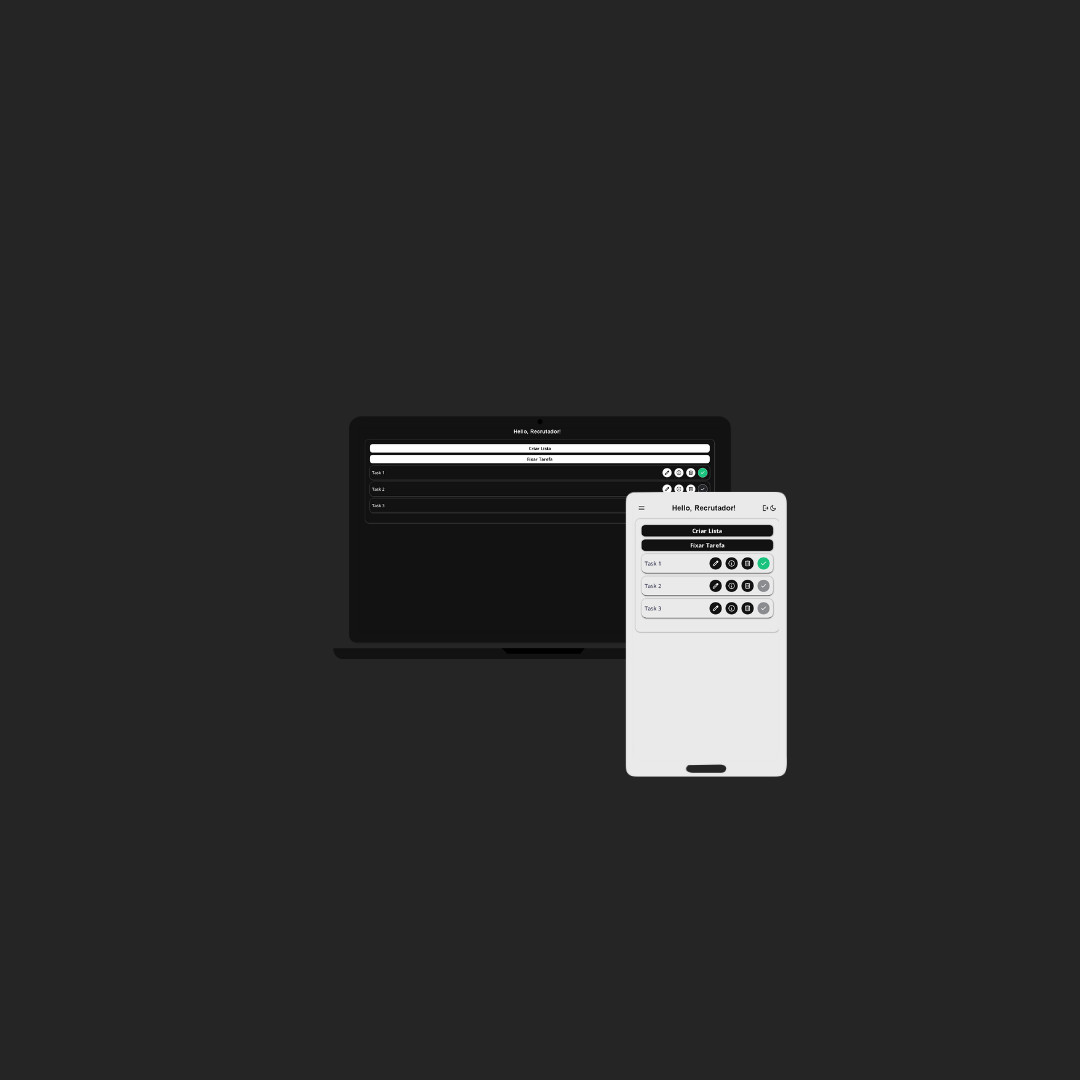 Hello, Recrutador!
Criar Lista
Fixar Tarefa
Task 1
Task 2
Task 3
Hello, Recrutador!
Criar Lista
Fixar Tarefa
Task 1
Task 2
Task 3